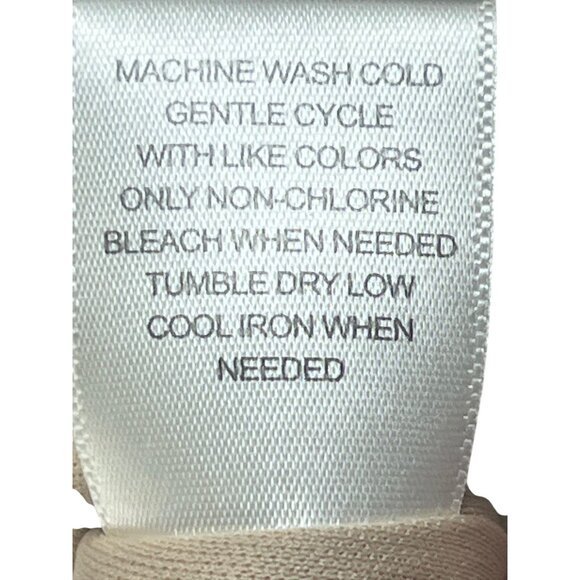 MACHINE WASH COLD
GENTLE CYCLE
WITH LIKE COLORS
ONLY NON-CHLORINE
BLEACH WHEN NEEDED
TUMBLE DRY LOW
COOL IRON WHEN
NEEDED